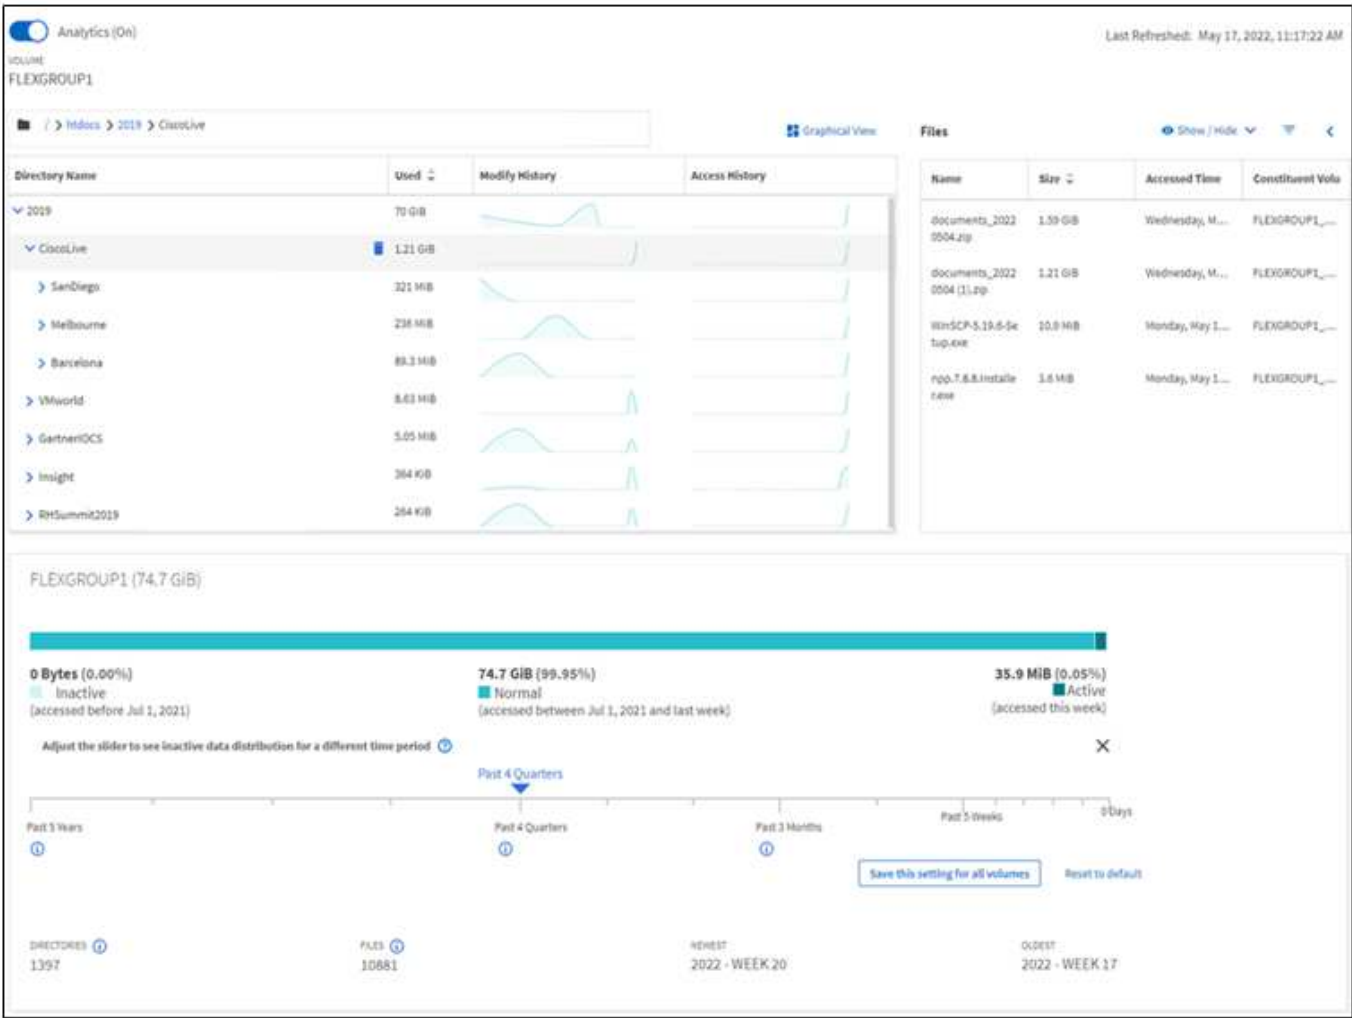 Analytics (On)
Last Refreshed: May 17, 2022, 11:17:22 AM
VOLUME
FLEXGROUP1
/ > htdocs > 2019 > CiscoLive
Graphical View
Files
Show / Hide
Directory Name Used Modify History Access History
Name Size Accessed Time Constituent Volu
2019 70 GiB
CiscoLive 1.21 GiB
SanDiego 321 MiB
Melbourne 236 MiB
Barcelona 89.3 MiB
VMworld 8.63 MiB
GartnerIOCS 5.05 MiB
Insight 364 KiB
RHSummit2019 264 KiB
documents_2022 1.59 GiB Wednesday, M... FLEXGROUP1_...
0504.zip
documents_2022 1.21 GiB Wednesday, M... FLEXGROUP1_...
0504 (1).zip
WinSCP-5.19.6-Se 10.9 MiB Monday, May 1... FLEXGROUP1_...
tup.exe
npp.7.8.8.Installe 3.6 MiB Monday, May 1... FLEXGROUP1_...
r.exe
FLEXGROUP1 (74.7 GiB)
0 Bytes (0.00%)
Inactive
(accessed before Jul 1, 2021)
74.7 GiB (99.95%)
Normal
(accessed between Jul 1, 2021 and last week)
35.9 MiB (0.05%)
Active
(accessed this week)
Adjust the slider to see inactive data distribution for a different time period
Past 4 Quarters
Past 5 Years
Past 4 Quarters
Past 3 Months
Past 5 Weeks
0 Days
Save this setting for all volumes
Reset to default
DIRECTORIES
1397
FILES
10881
NEWEST
2022 - WEEK 20
OLDEST
2022 - WEEK 17